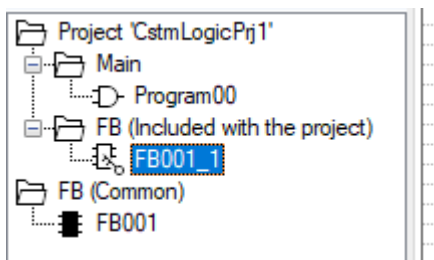 Project 'CstmLogicPrj1'
Main
Program00
FB (Included with the project)
FB001_1
FB (Common)
FB001